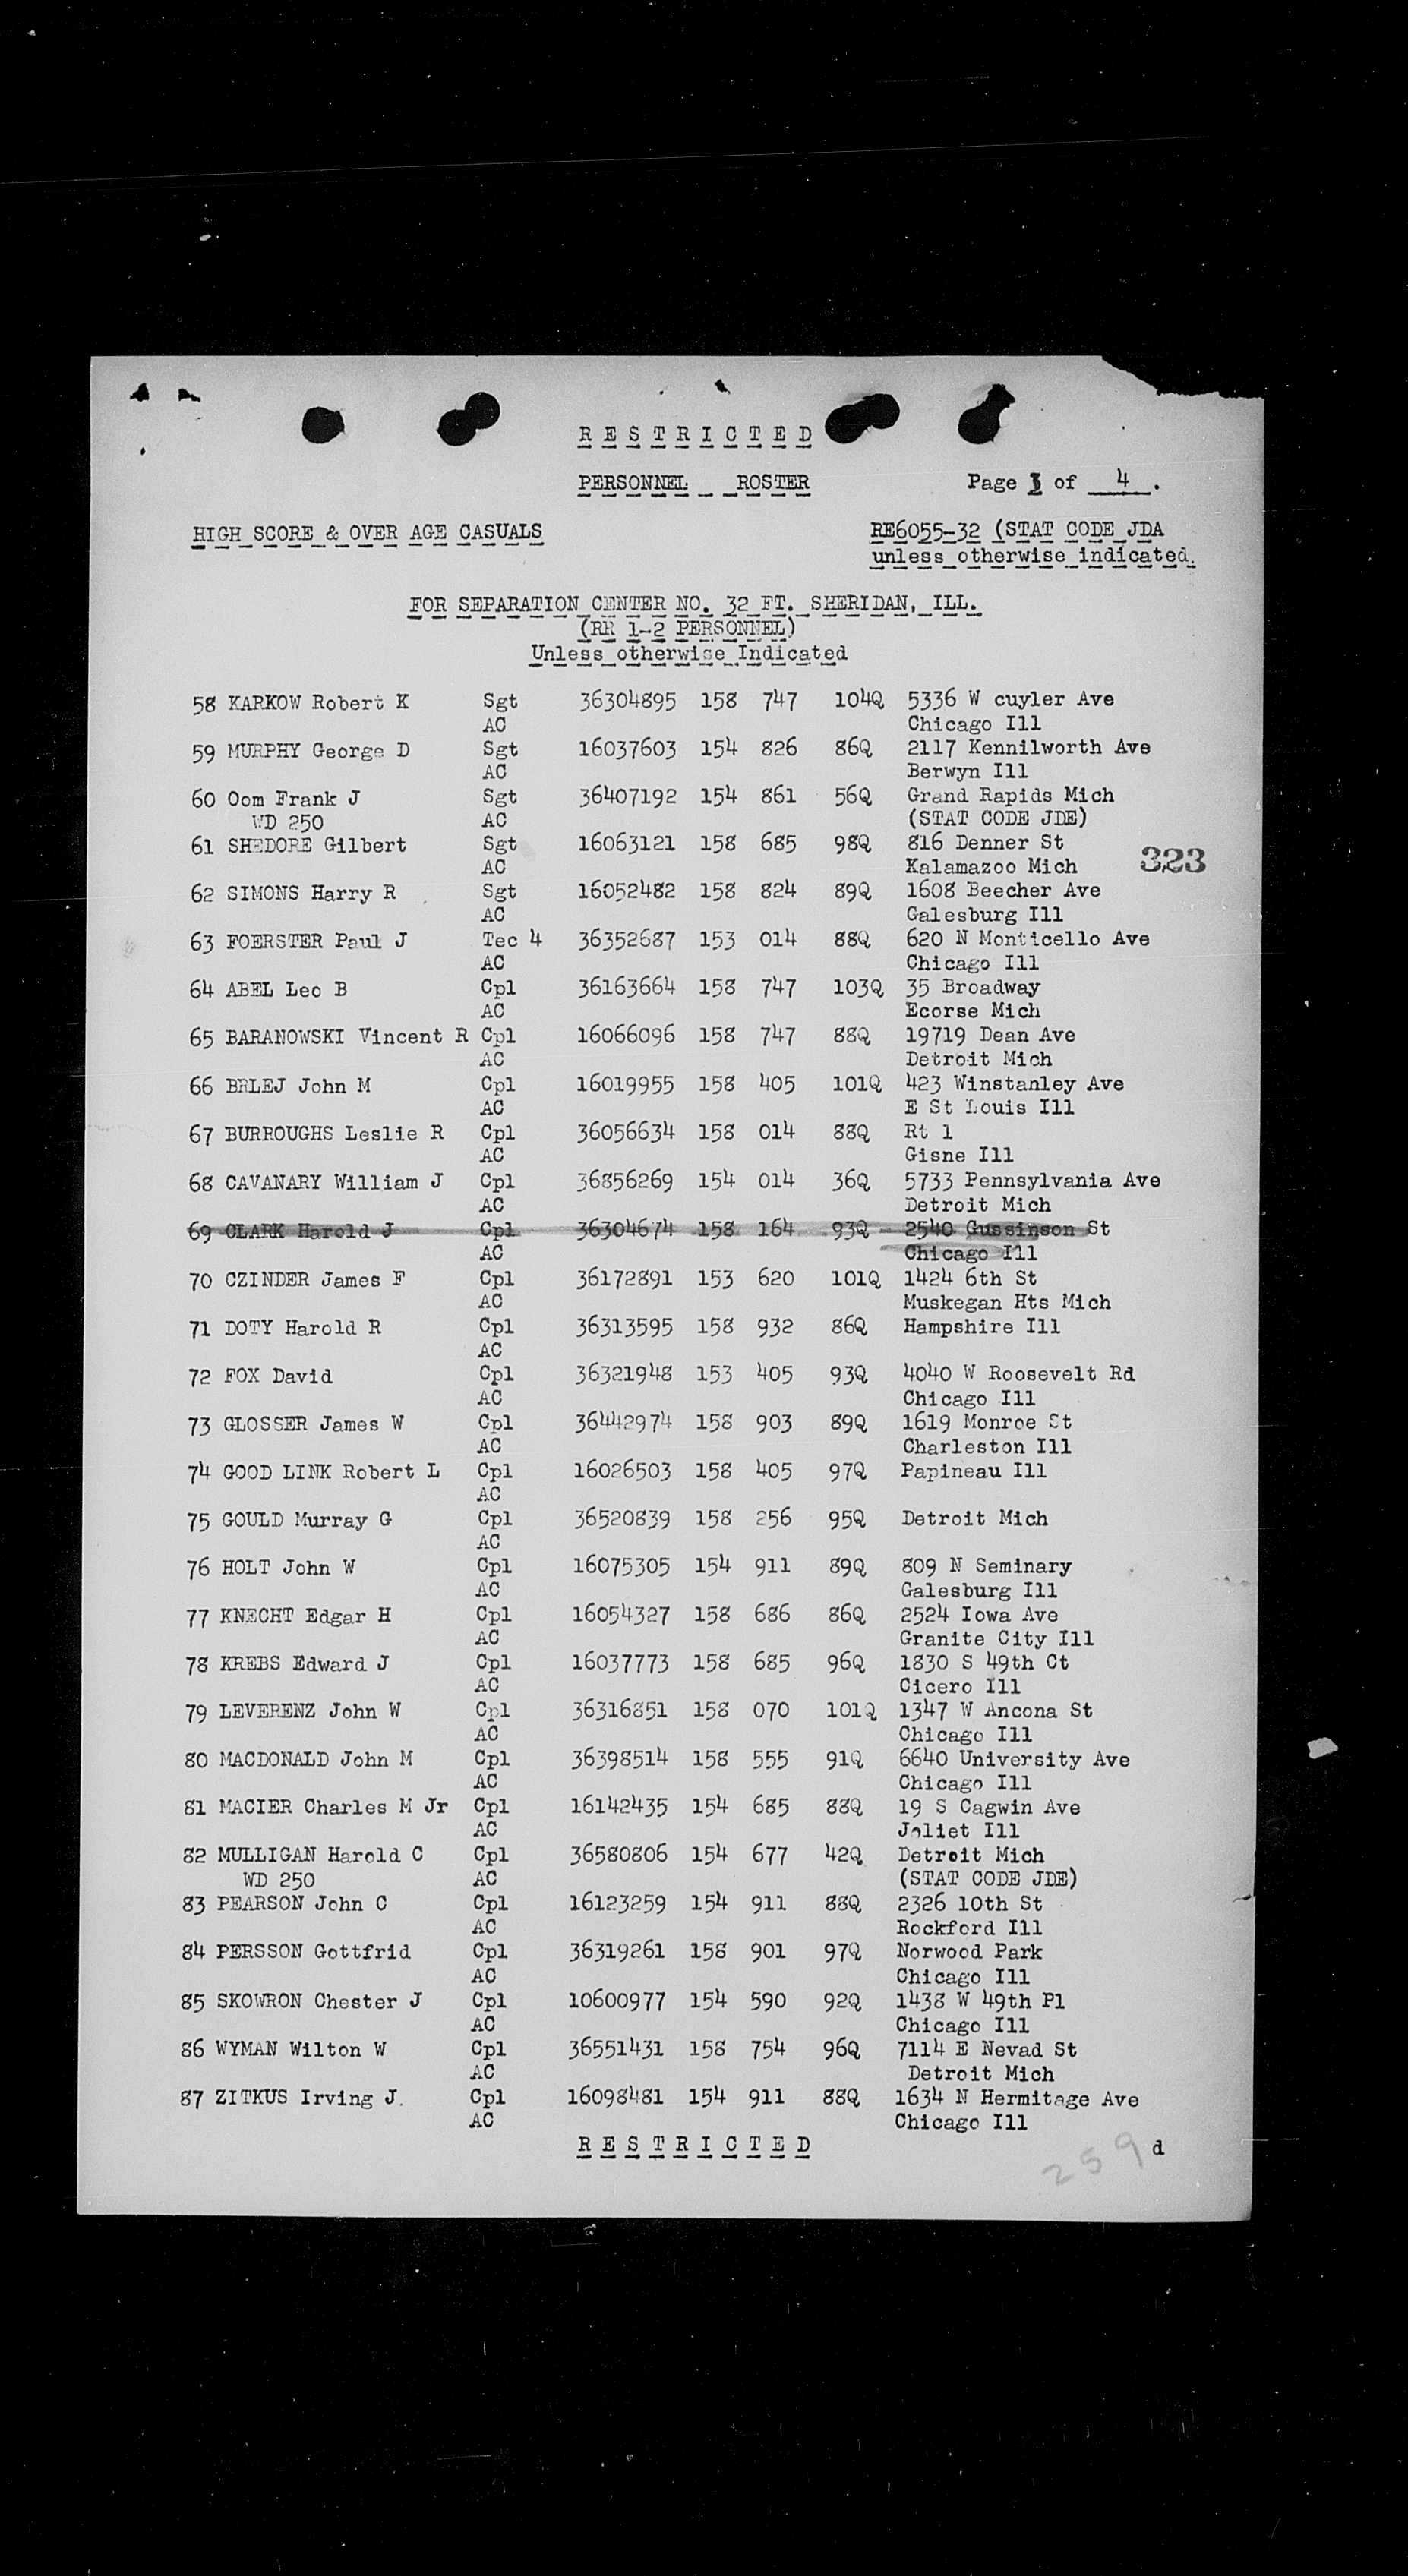 R E S T R I C T E D
PERSONNEL ROSTER Page 3 of 4.
HIGH SCORE & OVER AGE CASUALS RE6055-32 (STAT CODE JDA
unless otherwise indicated.
FOR SEPARATION CENTER NO. 32 FT. SHERIDAN, ILL.
(RR 1-2 PERSONNEL)
Unless otherwise Indicated
58 KARKOW Robert K Sgt 36304895 158 747 104Q 5336 W cuyler Ave
AC Chicago Ill
59 MURPHY George D Sgt 16037603 154 826 86Q 2117 Kennilworth Ave
AC Berwyn Ill
60 Oom Frank J Sgt 36407192 154 861 56Q Grand Rapids Mich
WD 250 AC (STAT CODE JDE)
61 SHEDORE Gilbert Sgt 16063121 158 685 98Q 816 Denner St
AC Kalamazoo Mich 323
62 SIMONS Harry R Sgt 16052482 158 824 89Q 1608 Beecher Ave
AC Galesburg Ill
63 FOERSTER Paul J Tec 4 36352687 153 014 88Q 620 N Monticello Ave
AC Chicago Ill
64 ABEL Leo B Cpl 36163664 158 747 103Q 35 Broadway
AC Ecorse Mich
65 BARANOWSKI Vincent R Cpl 16066096 158 747 88Q 19719 Dean Ave
AC Detroit Mich
66 BRLEJ John M Cpl 16019955 158 405 101Q 423 Winstanley Ave
AC E St Louis Ill
67 BURROUGHS Leslie R Cpl 36056634 158 014 88Q Rt 1
AC Gisne Ill
68 CAVANARY William J Cpl 36856269 154 014 36Q 5733 Pennsylvania Ave
AC Detroit Mich
69 CLARK Harold J Cpl 36304674 158 164 93Q 2540 Gussinson St
AC Chicago Ill
70 CZINDER James F Cpl 36172891 153 620 101Q 1424 6th St
AC Muskegan Hts Mich
71 DOTY Harold R Cpl 36313595 158 932 86Q Hampshire Ill
AC
72 FOX David Cpl 36321948 153 405 93Q 4040 W Roosevelt Rd
AC Chicago Ill
73 GLOSSER James W Cpl 36442974 158 903 89Q 1619 Monroe St
AC Charleston Ill
74 GOOD LINK Robert L Cpl 16026503 158 405 97Q Papineau Ill
AC
75 GOULD Murray G Cpl 36520839 158 256 95Q Detroit Mich
AC
76 HOLT John W Cpl 16075305 154 911 89Q 809 N Seminary
AC Galesburg Ill
77 KNECHT Edgar H Cpl 16054327 158 686 86Q 2524 Iowa Ave
AC Granite City Ill
78 KREBS Edward J Cpl 16037773 158 685 96Q 1830 S 49th Ct
AC Cicero Ill
79 LEVERENZ John W Cpl 36316851 158 070 101Q 1347 W Ancona St
AC Chicago Ill
80 MACDONALD John M Cpl 36398514 158 555 91Q 6640 University Ave
AC Chicago Ill
81 MACIER Charles M Jr Cpl 16142435 154 685 88Q 19 S Cagwin Ave
AC Joliet Ill
82 MULLIGAN Harold C Cpl 36580806 154 677 42Q Detroit Mich
WD 250 AC (STAT CODE JDE)
83 PEARSON John C Cpl 16123259 154 911 88Q 2326 10th St
AC Rockford Ill
84 PERSSON Gottfrid Cpl 36319261 158 901 97Q Norwood Park
AC Chicago Ill
85 SKOWRON Chester J Cpl 10600977 154 590 92Q 1438 W 49th Pl
AC Chicago Ill
86 WYMAN Wilton W Cpl 36551431 158 754 96Q 7114 E Nevad St
AC Detroit Mich
87 ZITKUS Irving J. Cpl 16098481 154 911 88Q 1634 N Hermitage Ave
AC Chicago Ill
R E S T R I C T E D
259 d